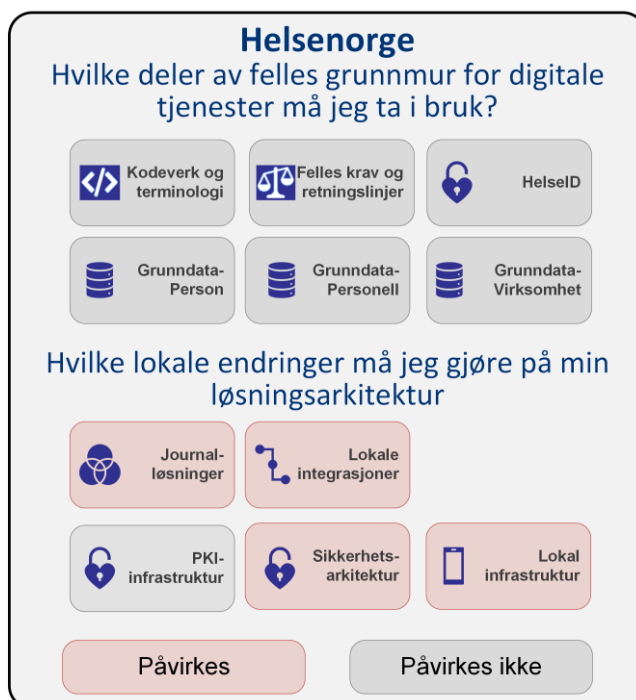 Helsenorge
Hvilke deler av felles grunnmur for digitale
tjenester må jeg ta i bruk?
Kodeverk og
terminologi
Felles krav og
retningslinjer
HelseID
Grunndata-
Person
Grunndata-
Personell
Grunndata-
Virksomhet
Hvilke lokale endringer må jeg gjøre på min
løsningsarkitektur
Journal-
løsninger
Lokale
integrasjoner
PKI-
infrastruktur
Sikkerhets-
arkitektur
Lokal
infrastruktur
Påvirkes
Påvirkes ikke